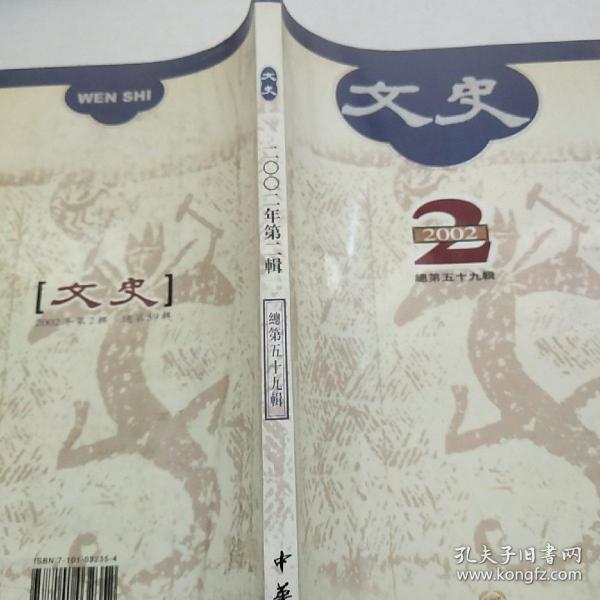 WEN SHI
[文史]
2002年第2輯 總第59輯
ISBN 7-101-03235-4
文史
二〇〇二年第二輯
總第五十九輯
中華
文史
2
2002
總第五十九輯
孔夫子旧书网
www.kongfz.com